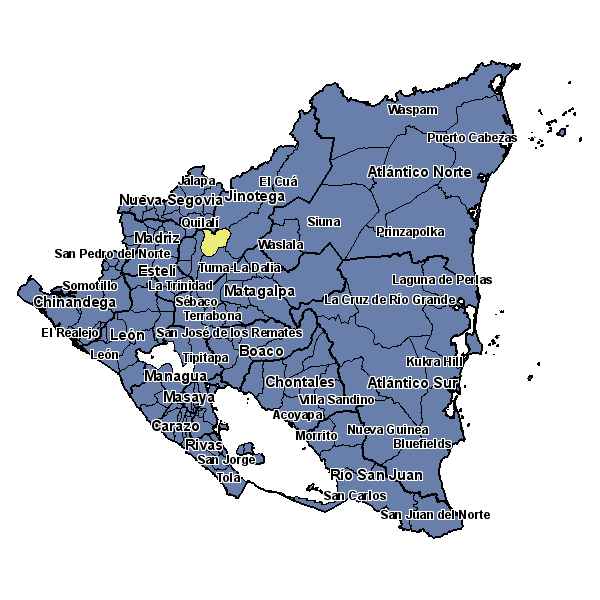 Waspam
Puerto Cabezas
Atlántico Norte
Jalapa
El Cuá
Nueva Segovia
Jinotega
Quilalí
Siuna
Prinzapolka
Madriz
Waslala
San Pedro del Norte
Estelí
Tuma-La Dalia
Laguna de Perlas
Somotillo
La Trinidad
Matagalpa
Chinandega
Sébaco
La Cruz de Río Grande
Terrabona
El Realejo
León
San José de los Remates
León
Tipitapa
Boaco
Kukra Hill
Managua
Chontales
Atlántico Sur
Masaya
Villa Sandino
Acoyapa
Carazo
Morrito
Nueva Guinea
Rivas
Bluefields
San Jorge
Tola
Río San Juan
San Carlos
San Juan del Norte